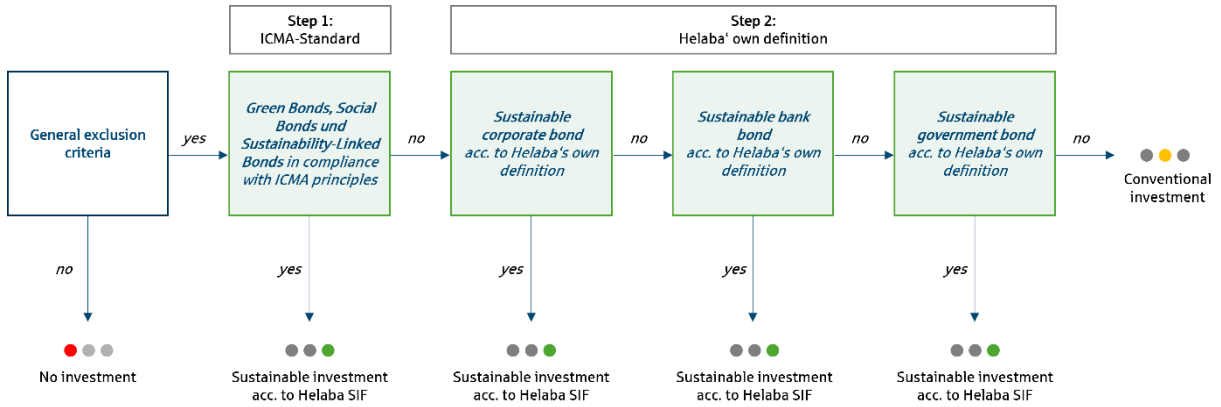 Step 1:
ICMA-Standard
Step 2:
Helaba‘ own definition
General exclusion
criteria
yes
Green Bonds, Social
Bonds und
Sustainability-Linked
Bonds in compliance
with ICMA principles
no
Sustainable
corporate bond
acc. to Helaba‘s own
definition
no
Sustainable bank
bond
acc. to Helaba‘s own
definition
no
Sustainable
government bond
acc. to Helaba‘s own
definition
no
Conventional
investment
no
yes
yes
yes
yes
No investment
Sustainable investment
acc. to Helaba SIF
Sustainable investment
acc. to Helaba SIF
Sustainable investment
acc. to Helaba SIF
Sustainable investment
acc. to Helaba SIF